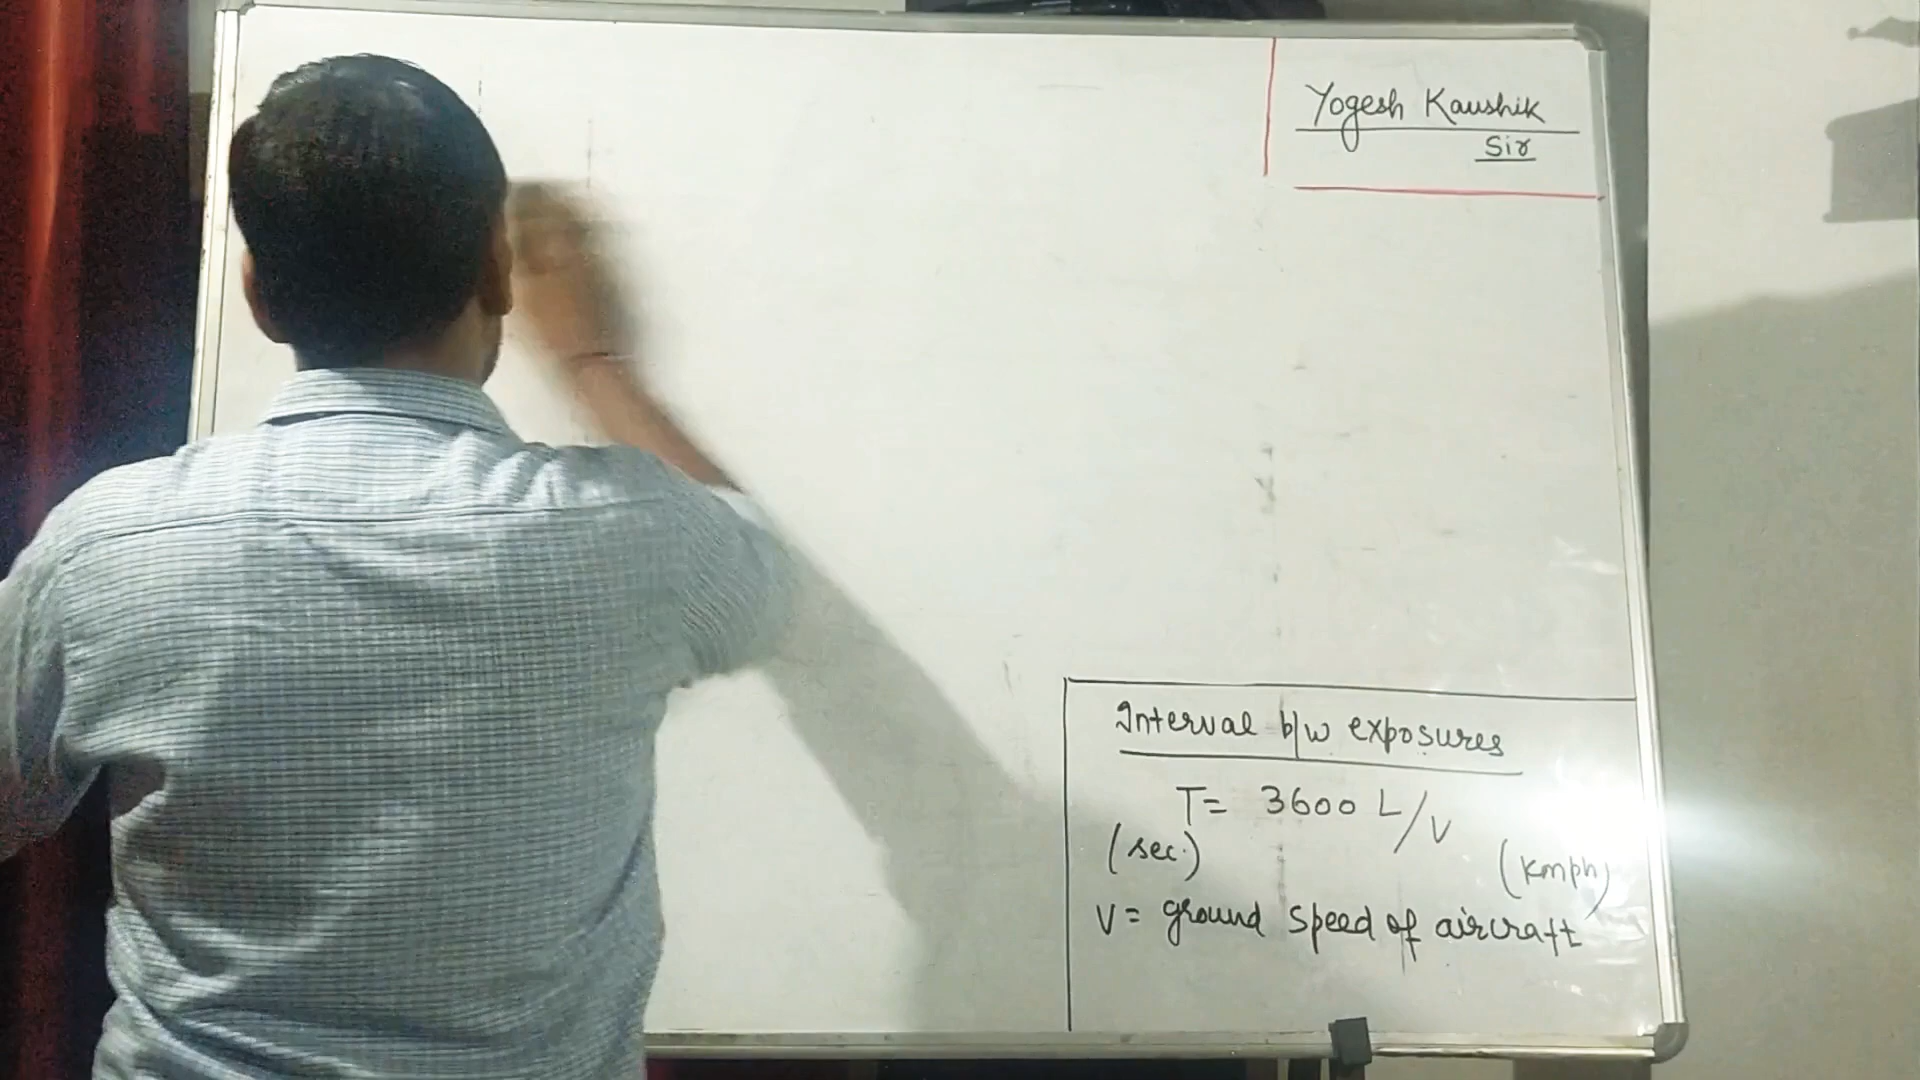 Yogesh Kaushik
Sir
Interval b/w exposures
T= 3600 L/V
(sec.) (Kmph)
V= ground speed of aircraft